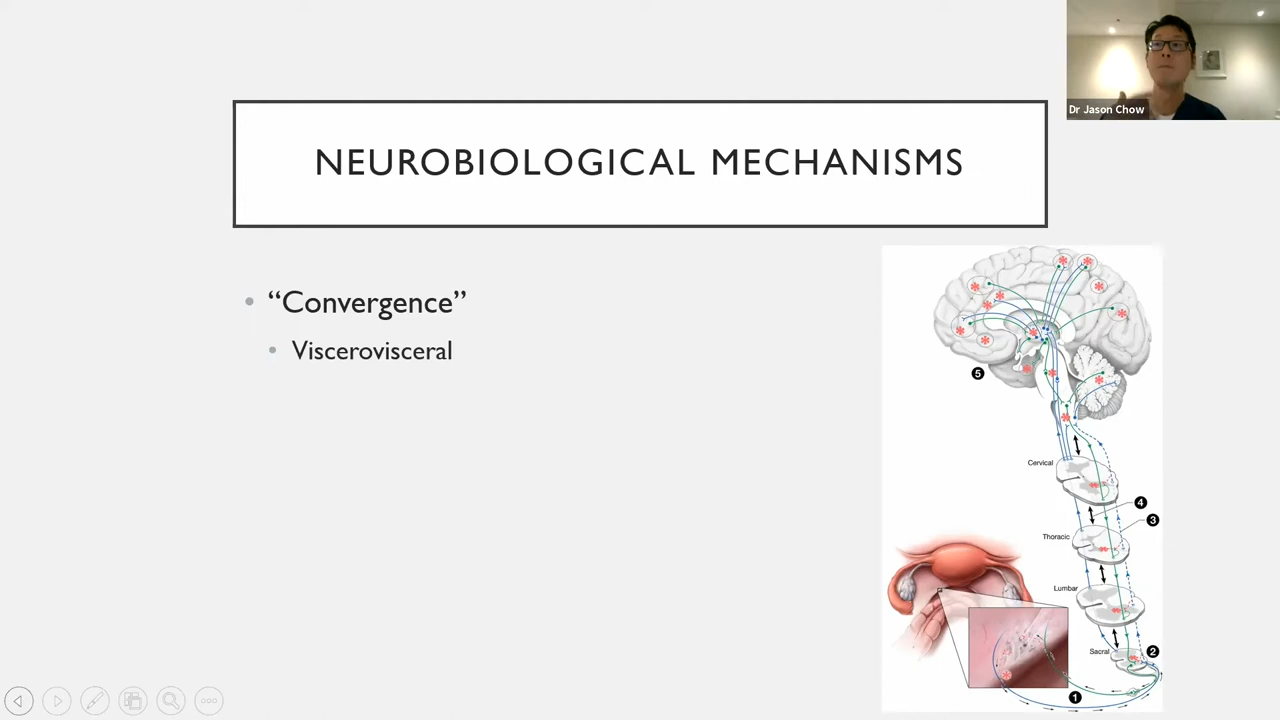 Dr Jason Chow
NEUROBIOLOGICAL MECHANISMS
“Convergence”
Viscerovisceral
5
Cervical
4
3
Thoracic
Lumbar
Sacral
2
1